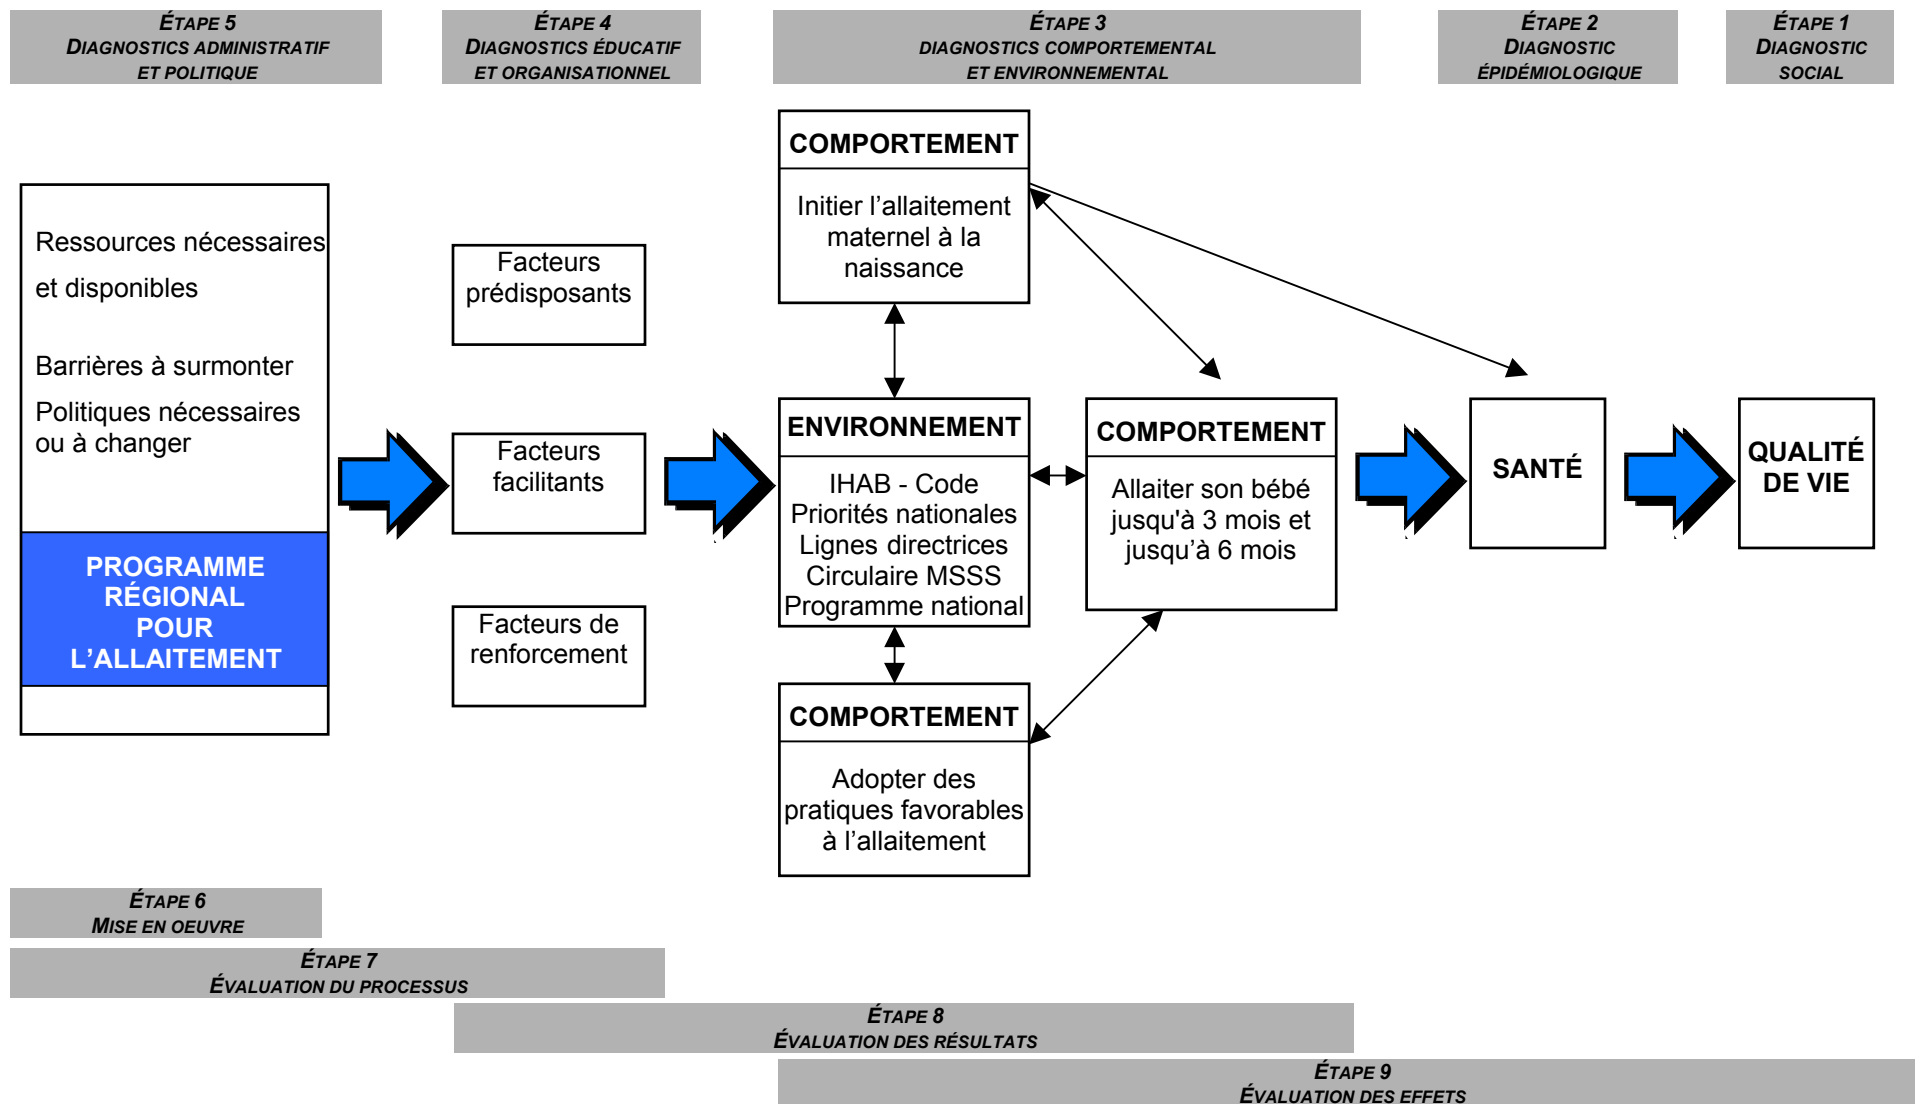 ÉTAPE 5
DIAGNOSTICS ADMINISTRATIF
ET POLITIQUE
ÉTAPE 4
DIAGNOSTICS ÉDUCATIF
ET ORGANISATIONNEL
ÉTAPE 3
DIAGNOSTICS COMPORTEMENTAL
ET ENVIRONNEMENTAL
ÉTAPE 2
DIAGNOSTIC
ÉPIDÉMIOLOGIQUE
ÉTAPE 1
DIAGNOSTIC
SOCIAL
Ressources nécessaires
et disponibles
Barrières à surmonter
Politiques nécessaires
ou à changer
PROGRAMME
RÉGIONAL
POUR
L’ALLAITEMENT
Facteurs
prédisposants
Facteurs
facilitants
Facteurs de
renforcement
COMPORTEMENT
Initier l’allaitement
maternel à la
naissance
ENVIRONNEMENT
IHAB - Code
Priorités nationales
Lignes directrices
Circulaire MSSS
Programme national
COMPORTEMENT
Adopter des
pratiques favorables
à l’allaitement
COMPORTEMENT
Allaiter son bébé
jusqu'à 3 mois et
jusqu’à 6 mois
SANTÉ
QUALITÉ
DE VIE
ÉTAPE 6
MISE EN OEUVRE
ÉTAPE 7
ÉVALUATION DU PROCESSUS
ÉTAPE 8
ÉVALUATION DES RÉSULTATS
ÉTAPE 9
ÉVALUATION DES EFFETS